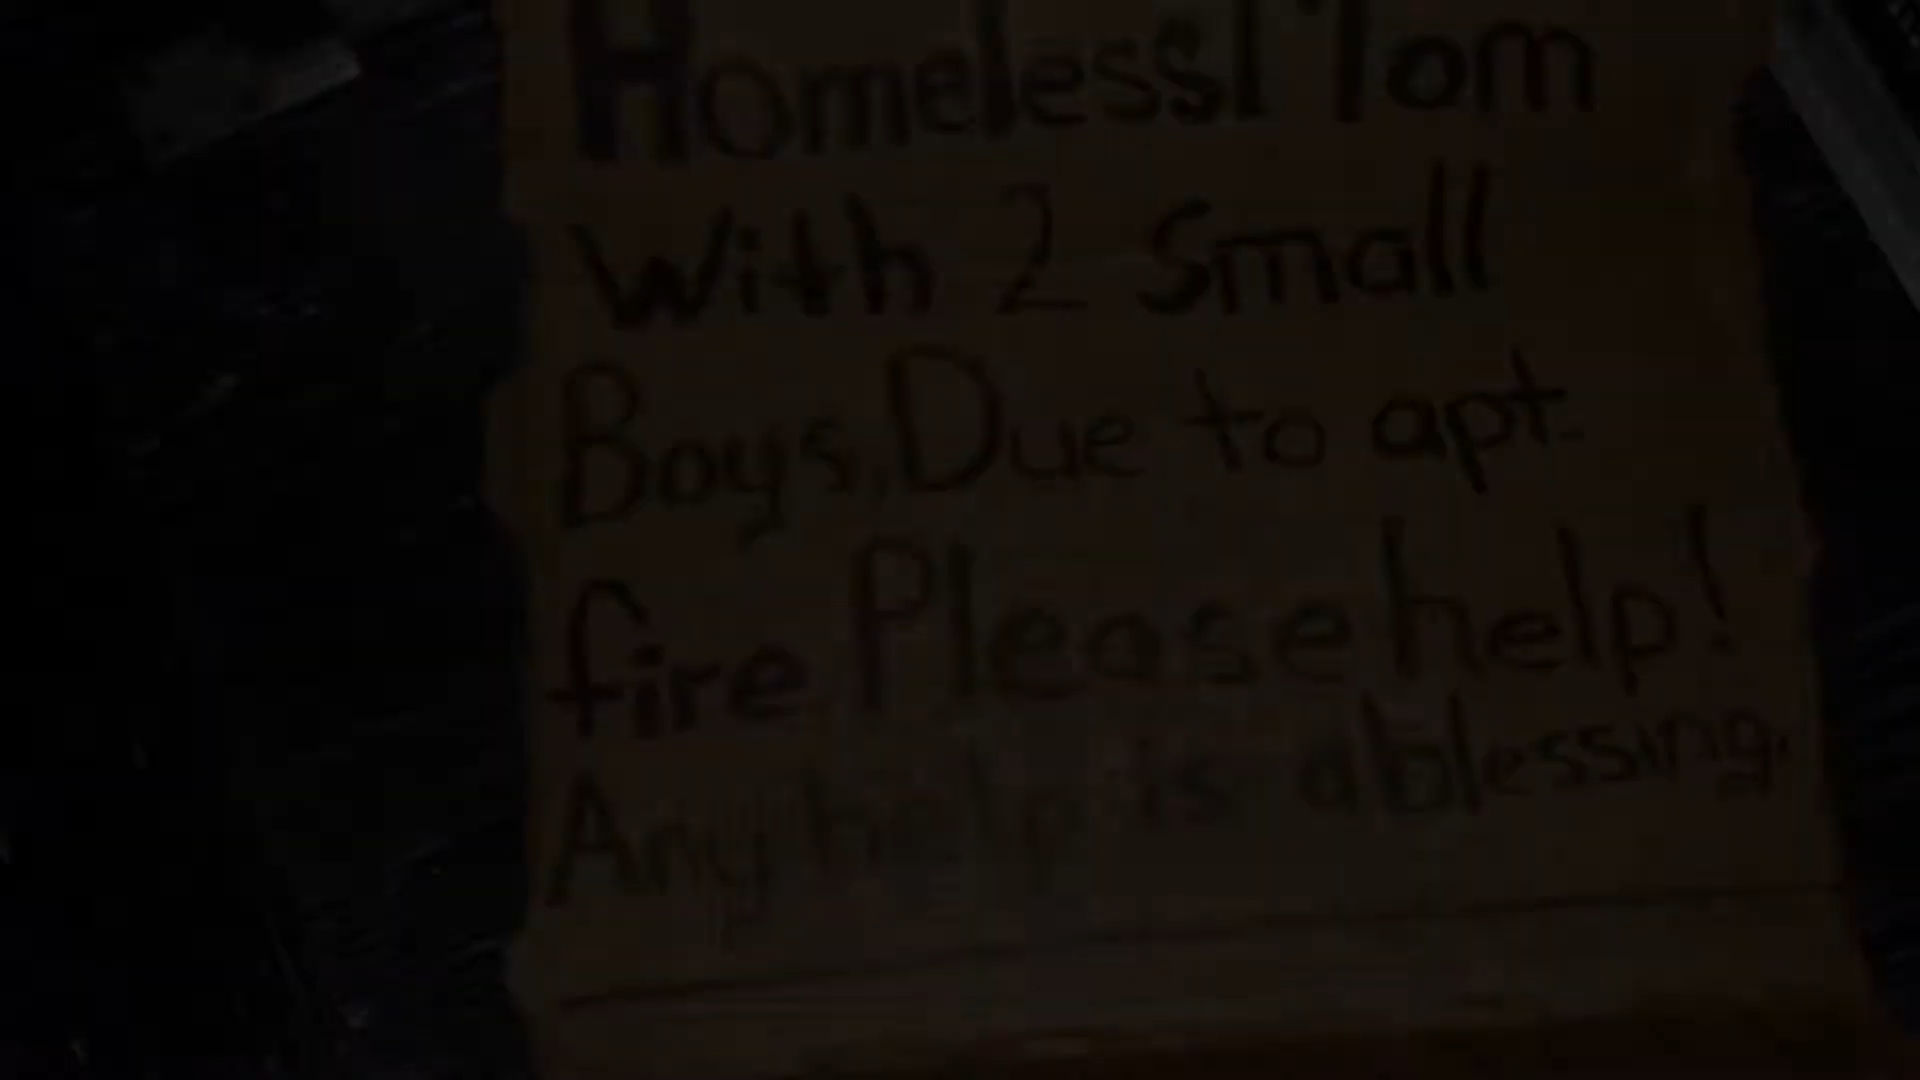 Homeless Mom
With 2 Small
Boys, Due to apt.
fire. Please help!
Any help is a blessing.